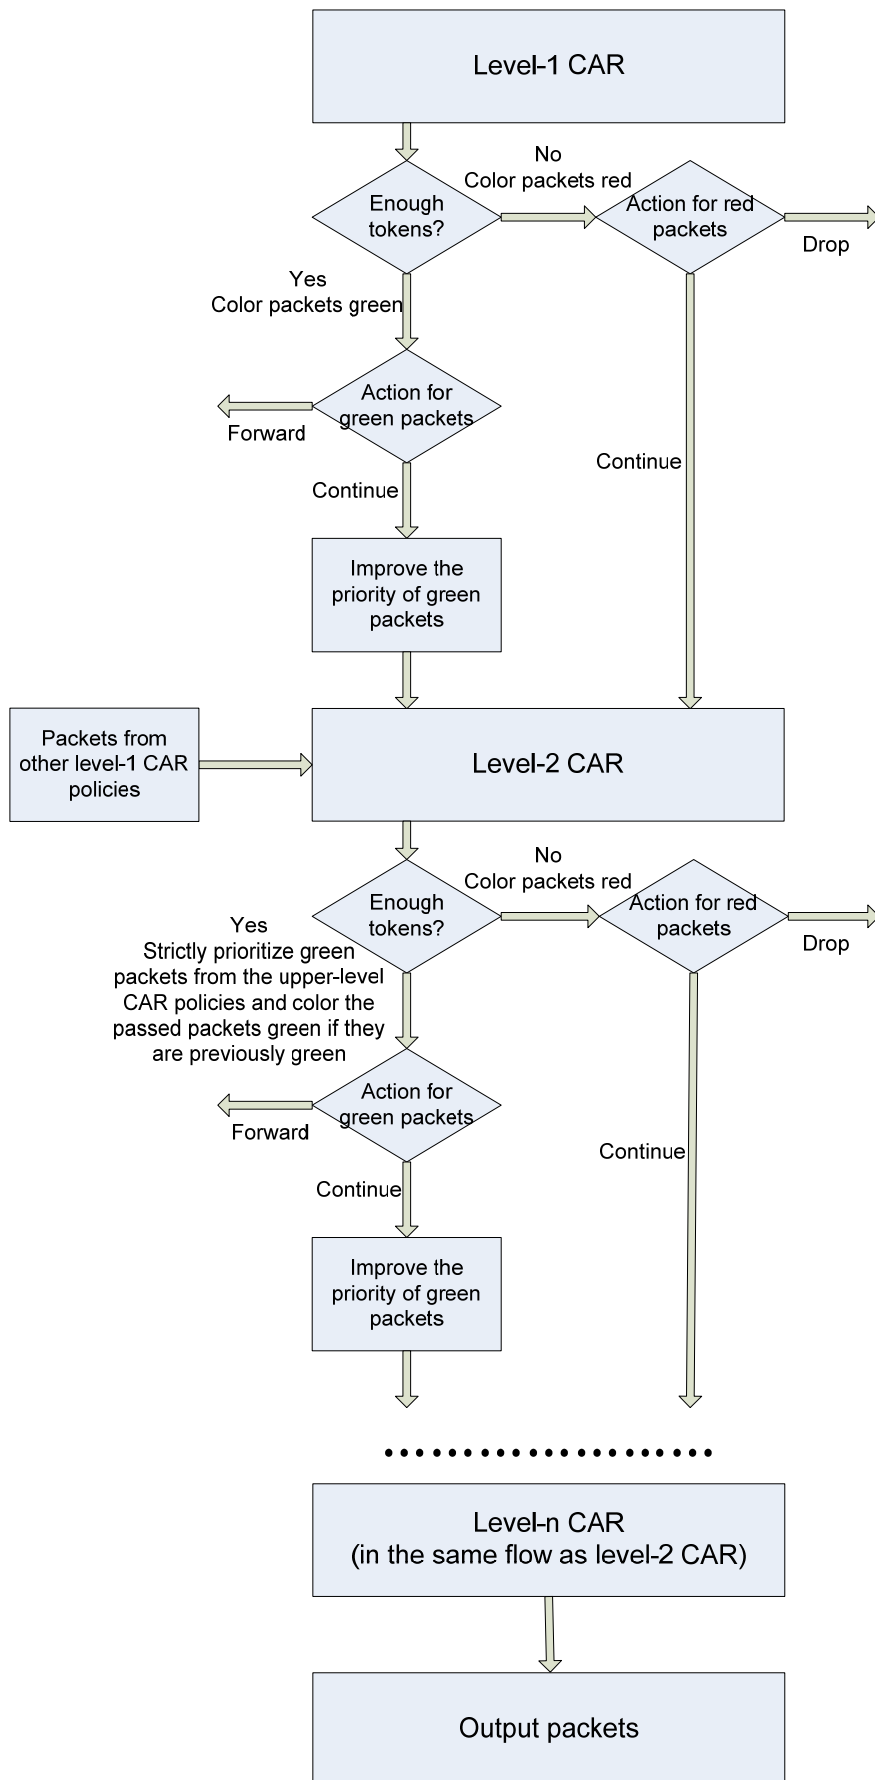 Level-1 CAR
No
Color packets red
Enough
tokens?
Action for red
packets
Drop
Yes
Color packets green
Action for
green packets
Forward
Continue
Continue
Improve the
priority of green
packets
Packets from
other level-1 CAR
policies
Level-2 CAR
No
Color packets red
Enough
tokens?
Action for red
packets
Drop
Yes
Strictly prioritize green
packets from the upper-level
CAR policies and color the
passed packets green if they
are previously green
Action for
green packets
Forward
Continue
Continue
Improve the
priority of green
packets
Level-n CAR
(in the same flow as level-2 CAR)
Output packets